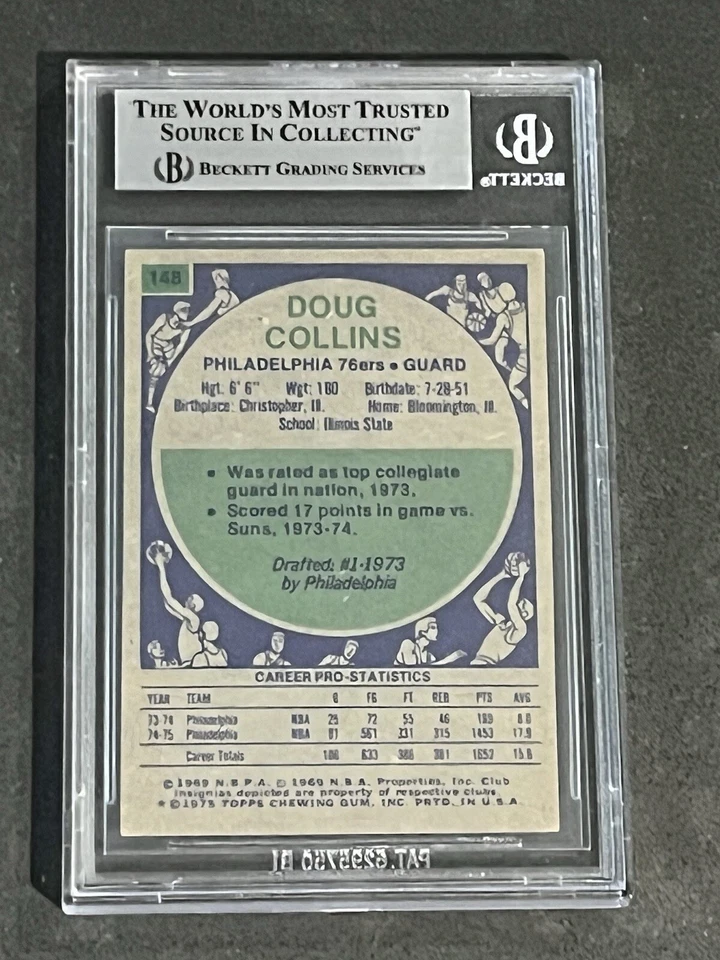 THE WORLD'S MOST TRUSTED
SOURCE IN COLLECTING™
(B) BECKETT GRADING SERVICES
B
BECKETT®
148
DOUG
COLLINS
PHILADELPHIA 76ers • GUARD
Hgt. 6' 6" Wgt: 180 Birthdate: 7-28-51
Birthplace: Christopher, Ill. Home: Bloomington, Ill.
School: Illinois State
• Was rated as top collegiate
guard in nation, 1973.
• Scored 17 points in game vs.
Suns, 1973-74.
Drafted: #1-1973
by Philadelphia
CAREER PRO-STATISTICS
YEAR TEAM G FG FT REB PTS AVG
73-74 Philadelphia NBA 25 72 55 46 199 8.0
74-75 Philadelphia NBA 81 561 331 315 1453 17.9
Career Totals 106 633 386 361 1652 15.6
© 1969 N.B.P.A. © 1969 N.B.A. Properties, Inc. Club
insignias depicted are property of respective clubs.
* © 1975 TOPPS CHEWING GUM, INC. PRTD. IN U.S.A.